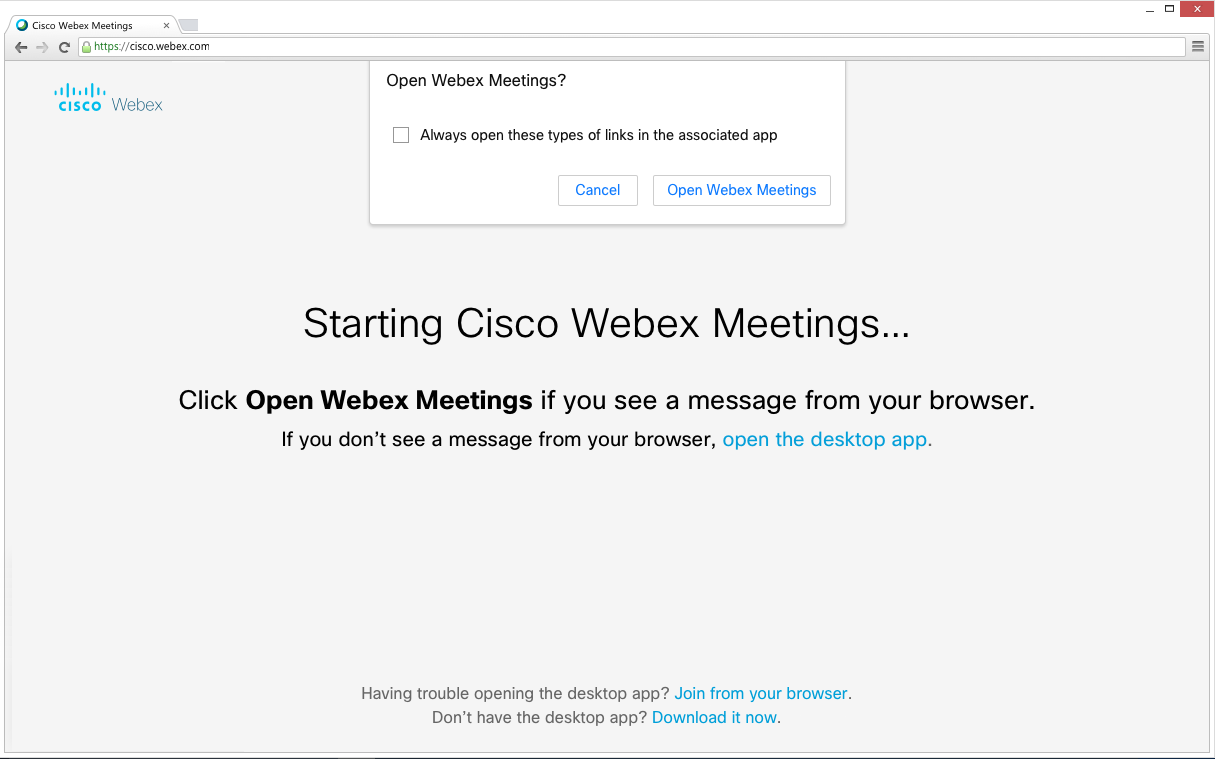 Cisco Webex Meetings
https://cisco.webex.com
Open Webex Meetings?
CISCO Webex
Always open these types of links in the associated app
Cancel Open Webex Meetings
Starting Cisco Webex Meetings...
Click Open Webex Meetings if you see a message from your browser.
If you don’t see a message from your browser, open the desktop app.
Having trouble opening the desktop app? Join from your browser.
Don’t have the desktop app? Download it now.